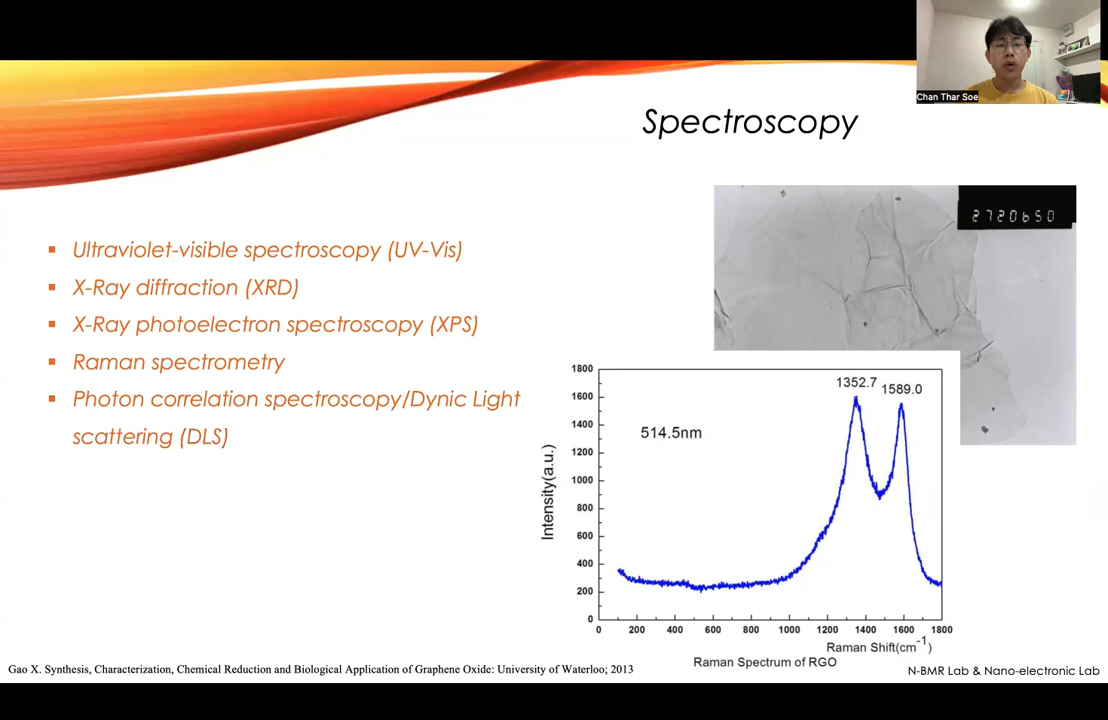 Chan Thar Soe
Spectroscopy
2720650
▪ Ultraviolet-visible spectroscopy (UV-Vis)
▪ X-Ray diffraction (XRD)
▪ X-Ray photoelectron spectroscopy (XPS)
▪ Raman spectrometry
▪ Photon correlation spectroscopy/Dynic Light
scattering (DLS)
1800
1600
1400
1200
1000
800
600
400
200
0
Intensity(a.u.)
1352.7
1589.0
514.5nm
0 200 400 600 800 1000 1200 1400 1600 1800
Raman Shift(cm-1)
Raman Spectrum of RGO
Gao X. Synthesis, Characterization, Chemical Reduction and Biological Application of Graphene Oxide: University of Waterloo; 2013
N-BMR Lab & Nano-electronic Lab